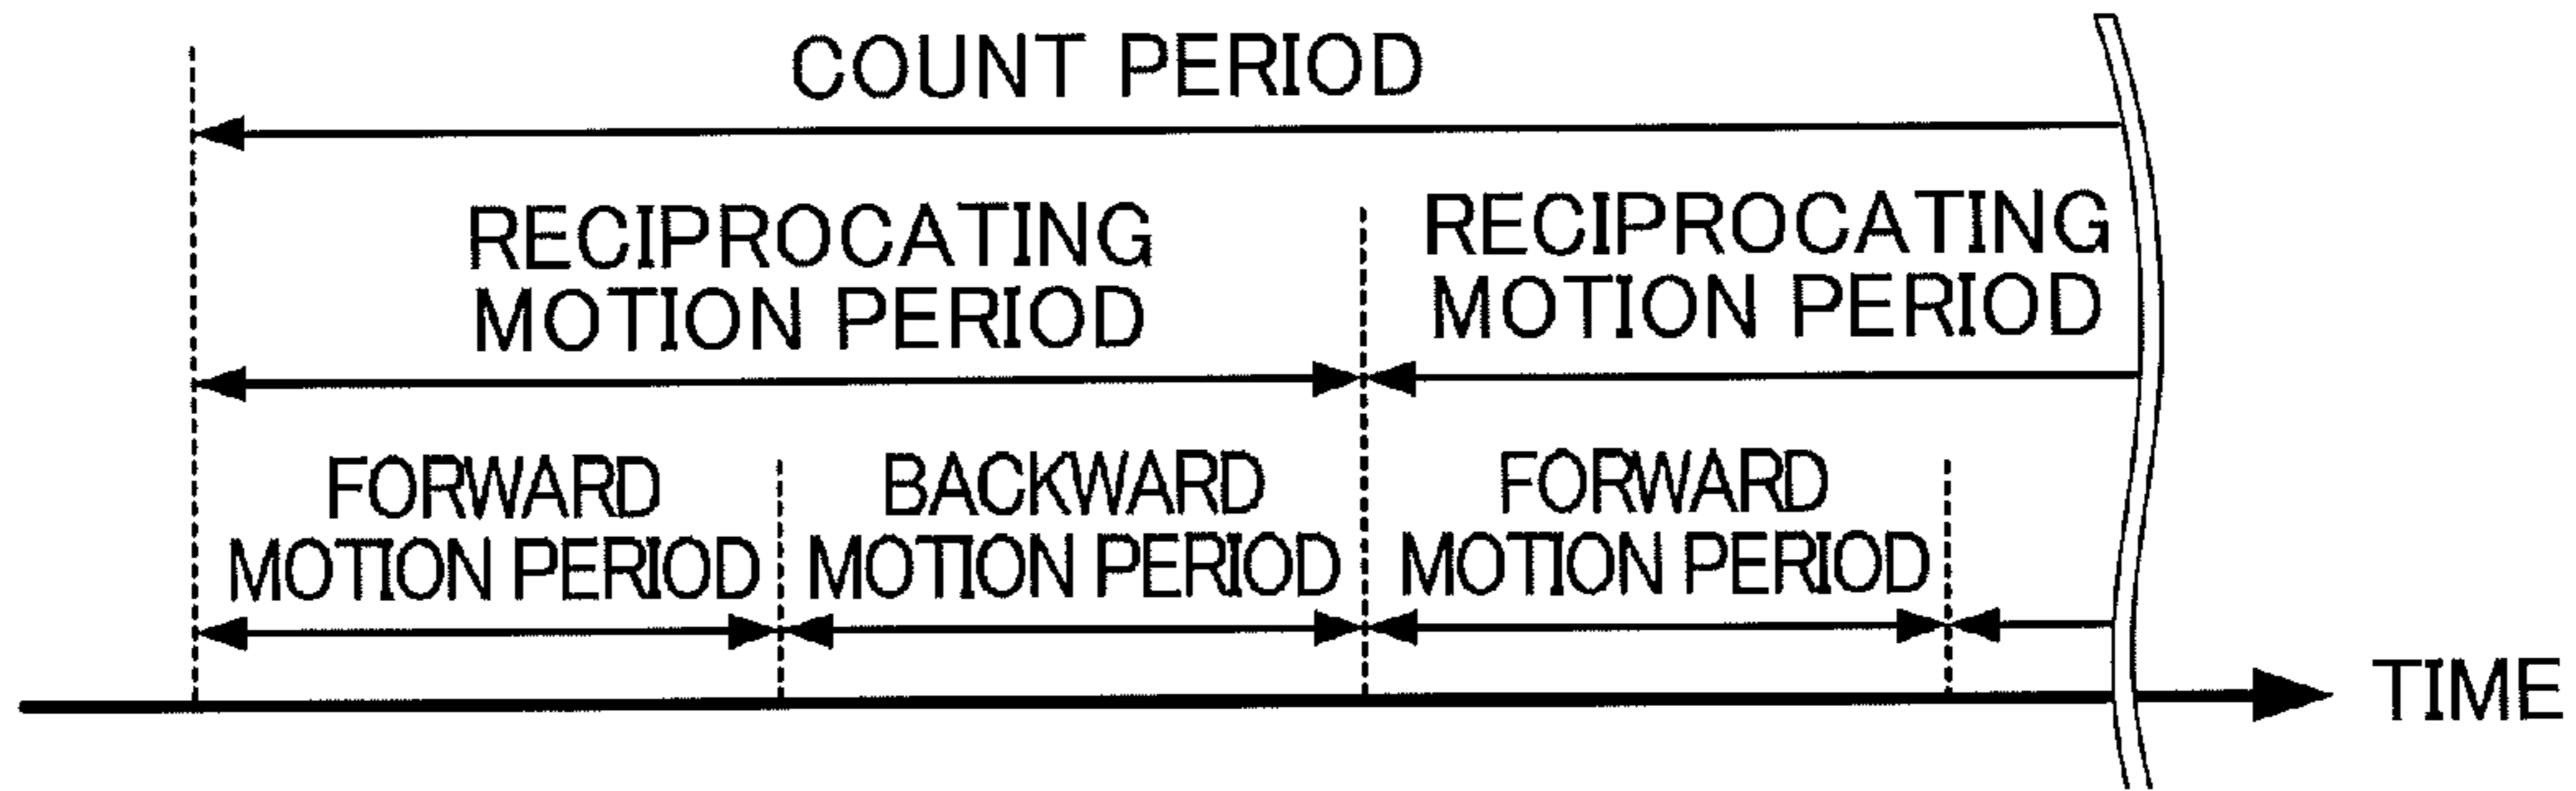 COUNT PERIOD
RECIPROCATING
MOTION PERIOD
RECIPROCATING
MOTION PERIOD
FORWARD
MOTION PERIOD
BACKWARD
MOTION PERIOD
FORWARD
MOTION PERIOD
TIME